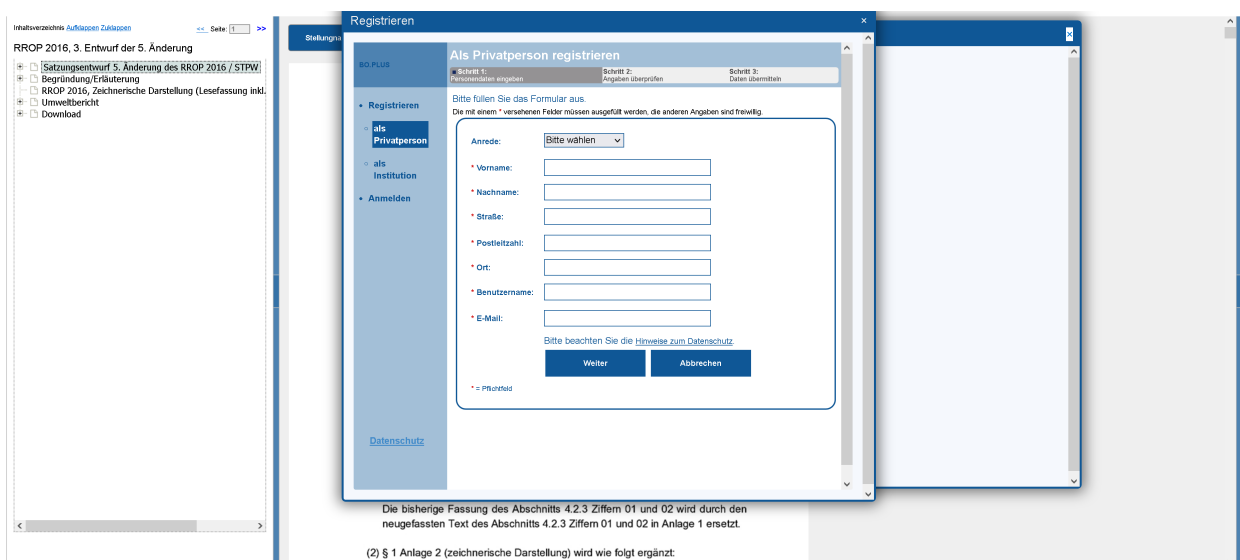 Inhaltsverzeichnis Aufklappen Zuklappen << Seite: 1 >>
RROP 2016, 3. Entwurf der 5. Änderung
Satzungsentwurf 5. Änderung des RROP 2016 / STPW
Begründung/Erläuterung
RROP 2016, Zeichnerische Darstellung (Lesefassung inkl.
Umweltbericht
Download
Stellungna
Registrieren ×
×
BO.PLUS
Registrieren
als
Privatperson
als
Institution
Anmelden
Datenschutz
Als Privatperson registrieren
Schritt 1: Schritt 2: Schritt 3:
Personendaten eingeben Angaben überprüfen Daten übermitteln
Bitte füllen Sie das Formular aus.
Die mit einem * versehenen Felder müssen ausgefüllt werden, die anderen Angaben sind freiwillig.
Anrede: Bitte wählen
* Vorname:
* Nachname:
* Straße:
* Postleitzahl:
* Ort:
* Benutzername:
* E-Mail:
Bitte beachten Sie die Hinweise zum Datenschutz.
Weiter Abbrechen
* = Pflichtfeld
Die bisherige Fassung des Abschnitts 4.2.3 Ziffern 01 und 02 wird durch den
neugefassten Text des Abschnitts 4.2.3 Ziffern 01 und 02 in Anlage 1 ersetzt.
(2) § 1 Anlage 2 (zeichnerische Darstellung) wird wie folgt ergänzt: